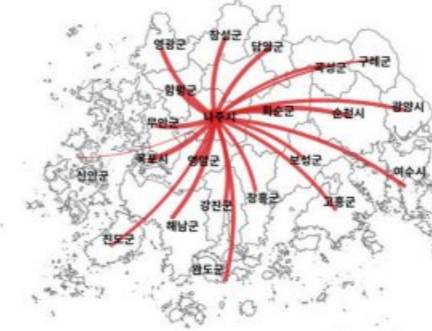 장성군
영광군
담양군
구례군
곡성군
함평군
광양시
화순군
순천시
나주시
무안군
목포시
영암군
보성군
여수시
신안군
장흥군
고흥군
강진군
해남군
진도군
완도군